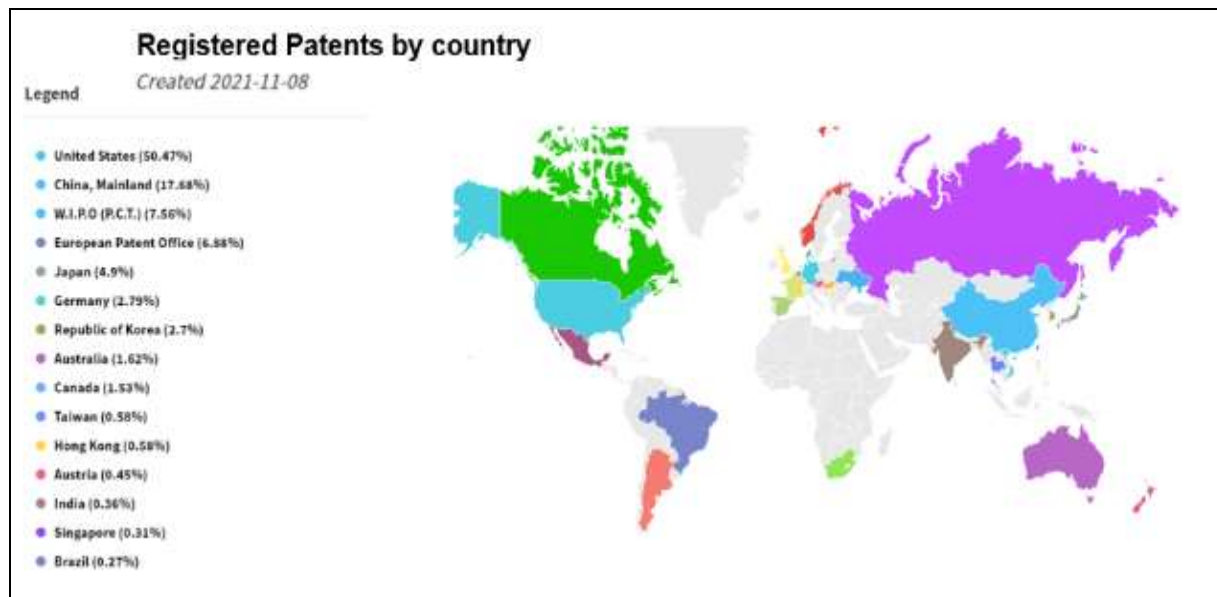 Registered Patents by country
Created 2021-11-08
Legend
United States (50.47%)
China, Mainland (17.68%)
W.I.P.O (P.C.T.) (7.56%)
European Patent Office (6.88%)
Japan (4.9%)
Germany (2.79%)
Republic of Korea (2.7%)
Australia (1.62%)
Canada (1.53%)
Taiwan (0.58%)
Hong Kong (0.58%)
Austria (0.45%)
India (0.36%)
Singapore (0.31%)
Brazil (0.27%)